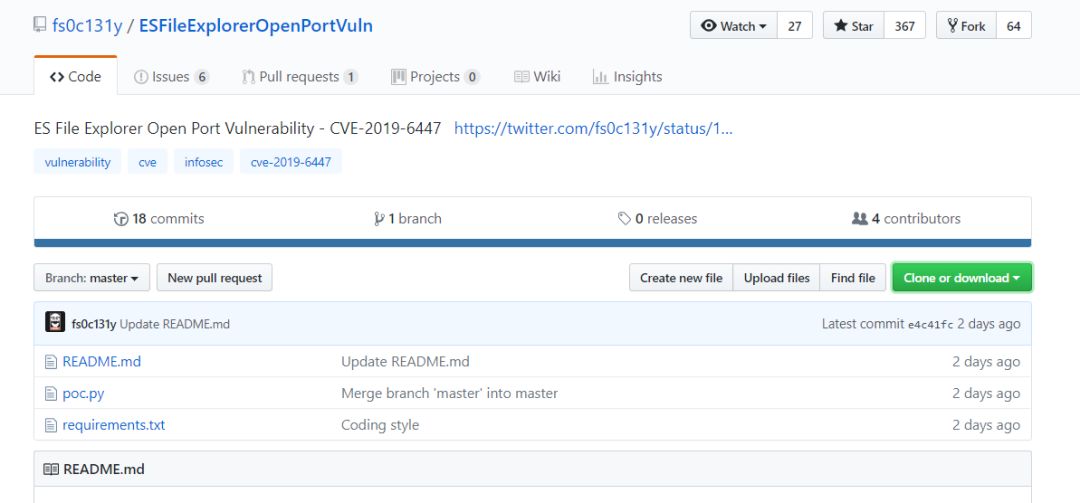 fs0c131y / ESFileExplorerOpenPortVuln Watch 27 Star 367 Fork 64
Code Issues 6 Pull requests 1 Projects 0 Wiki Insights
ES File Explorer Open Port Vulnerability - CVE-2019-6447 https://twitter.com/fs0c131y/status/1...
vulnerability cve infosec cve-2019-6447
18 commits 1 branch 0 releases 4 contributors
Branch: master New pull request Create new file Upload files Find file Clone or download
fs0c131y Update README.md Latest commit e4c41fc 2 days ago
README.md Update README.md 2 days ago
poc.py Merge branch 'master' into master 2 days ago
requirements.txt Coding style 2 days ago
README.md